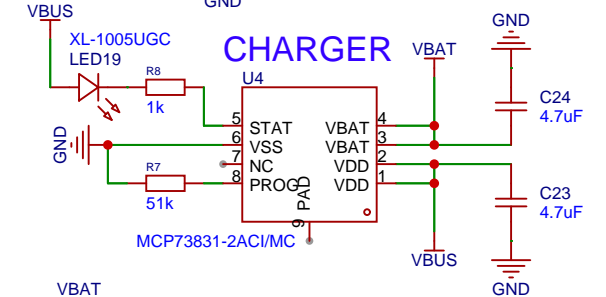 GND
VBUS
XL-1005UGC
LED19
R8
1k
CHARGER
U4
VBAT
GND
C24
4.7uF
5
STAT
VBAT
4
6
VSS
VBAT
3
7
NC
VDD
2
8
PROG
VDD
1
PAD
9
GND
R7
51k
C23
4.7uF
MCP73831-2ACI/MC
VBUS
GND
VBAT